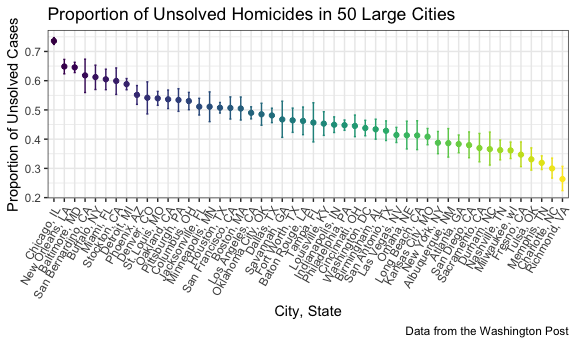 Proportion of Unsolved Homicides in 50 Large Cities
Proportion of Unsolved Cases
0.7
0.6
0.5
0.4
0.3
0.2
Chicago, IL
New Orleans, LA
Baltimore, MD
San Bernardino, CA
Buffalo, NY
Miami, FL
Stockton, CA
Detroit, MI
Phoenix, AZ
Denver, CO
St. Louis, MO
Oakland, CA
Pittsburgh, PA
Columbus, OH
Jacksonville, FL
Minneapolis, MN
Houston, TX
San Francisco, CA
Boston, MA
Los Angeles, CA
Oklahoma City, OK
Dallas, TX
Savannah, GA
Fort Worth, TX
Baton Rouge, LA
Tampa, FL
Louisville, KY
Indianapolis, IN
Philadelphia, PA
Cincinnati, OH
Washington, DC
Birmingham, AL
San Antonio, TX
Las Vegas, NV
Omaha, NE
Long Beach, CA
Kansas City, MO
New York, NY
Albuquerque, NM
Atlanta, GA
San Diego, CA
Sacramento, CA
Durham, NC
Nashville, TN
Milwaukee, WI
Fresno, CA
Tulsa, OK
Memphis, TN
Charlotte, NC
Richmond, VA
City, State
Data from the Washington Post